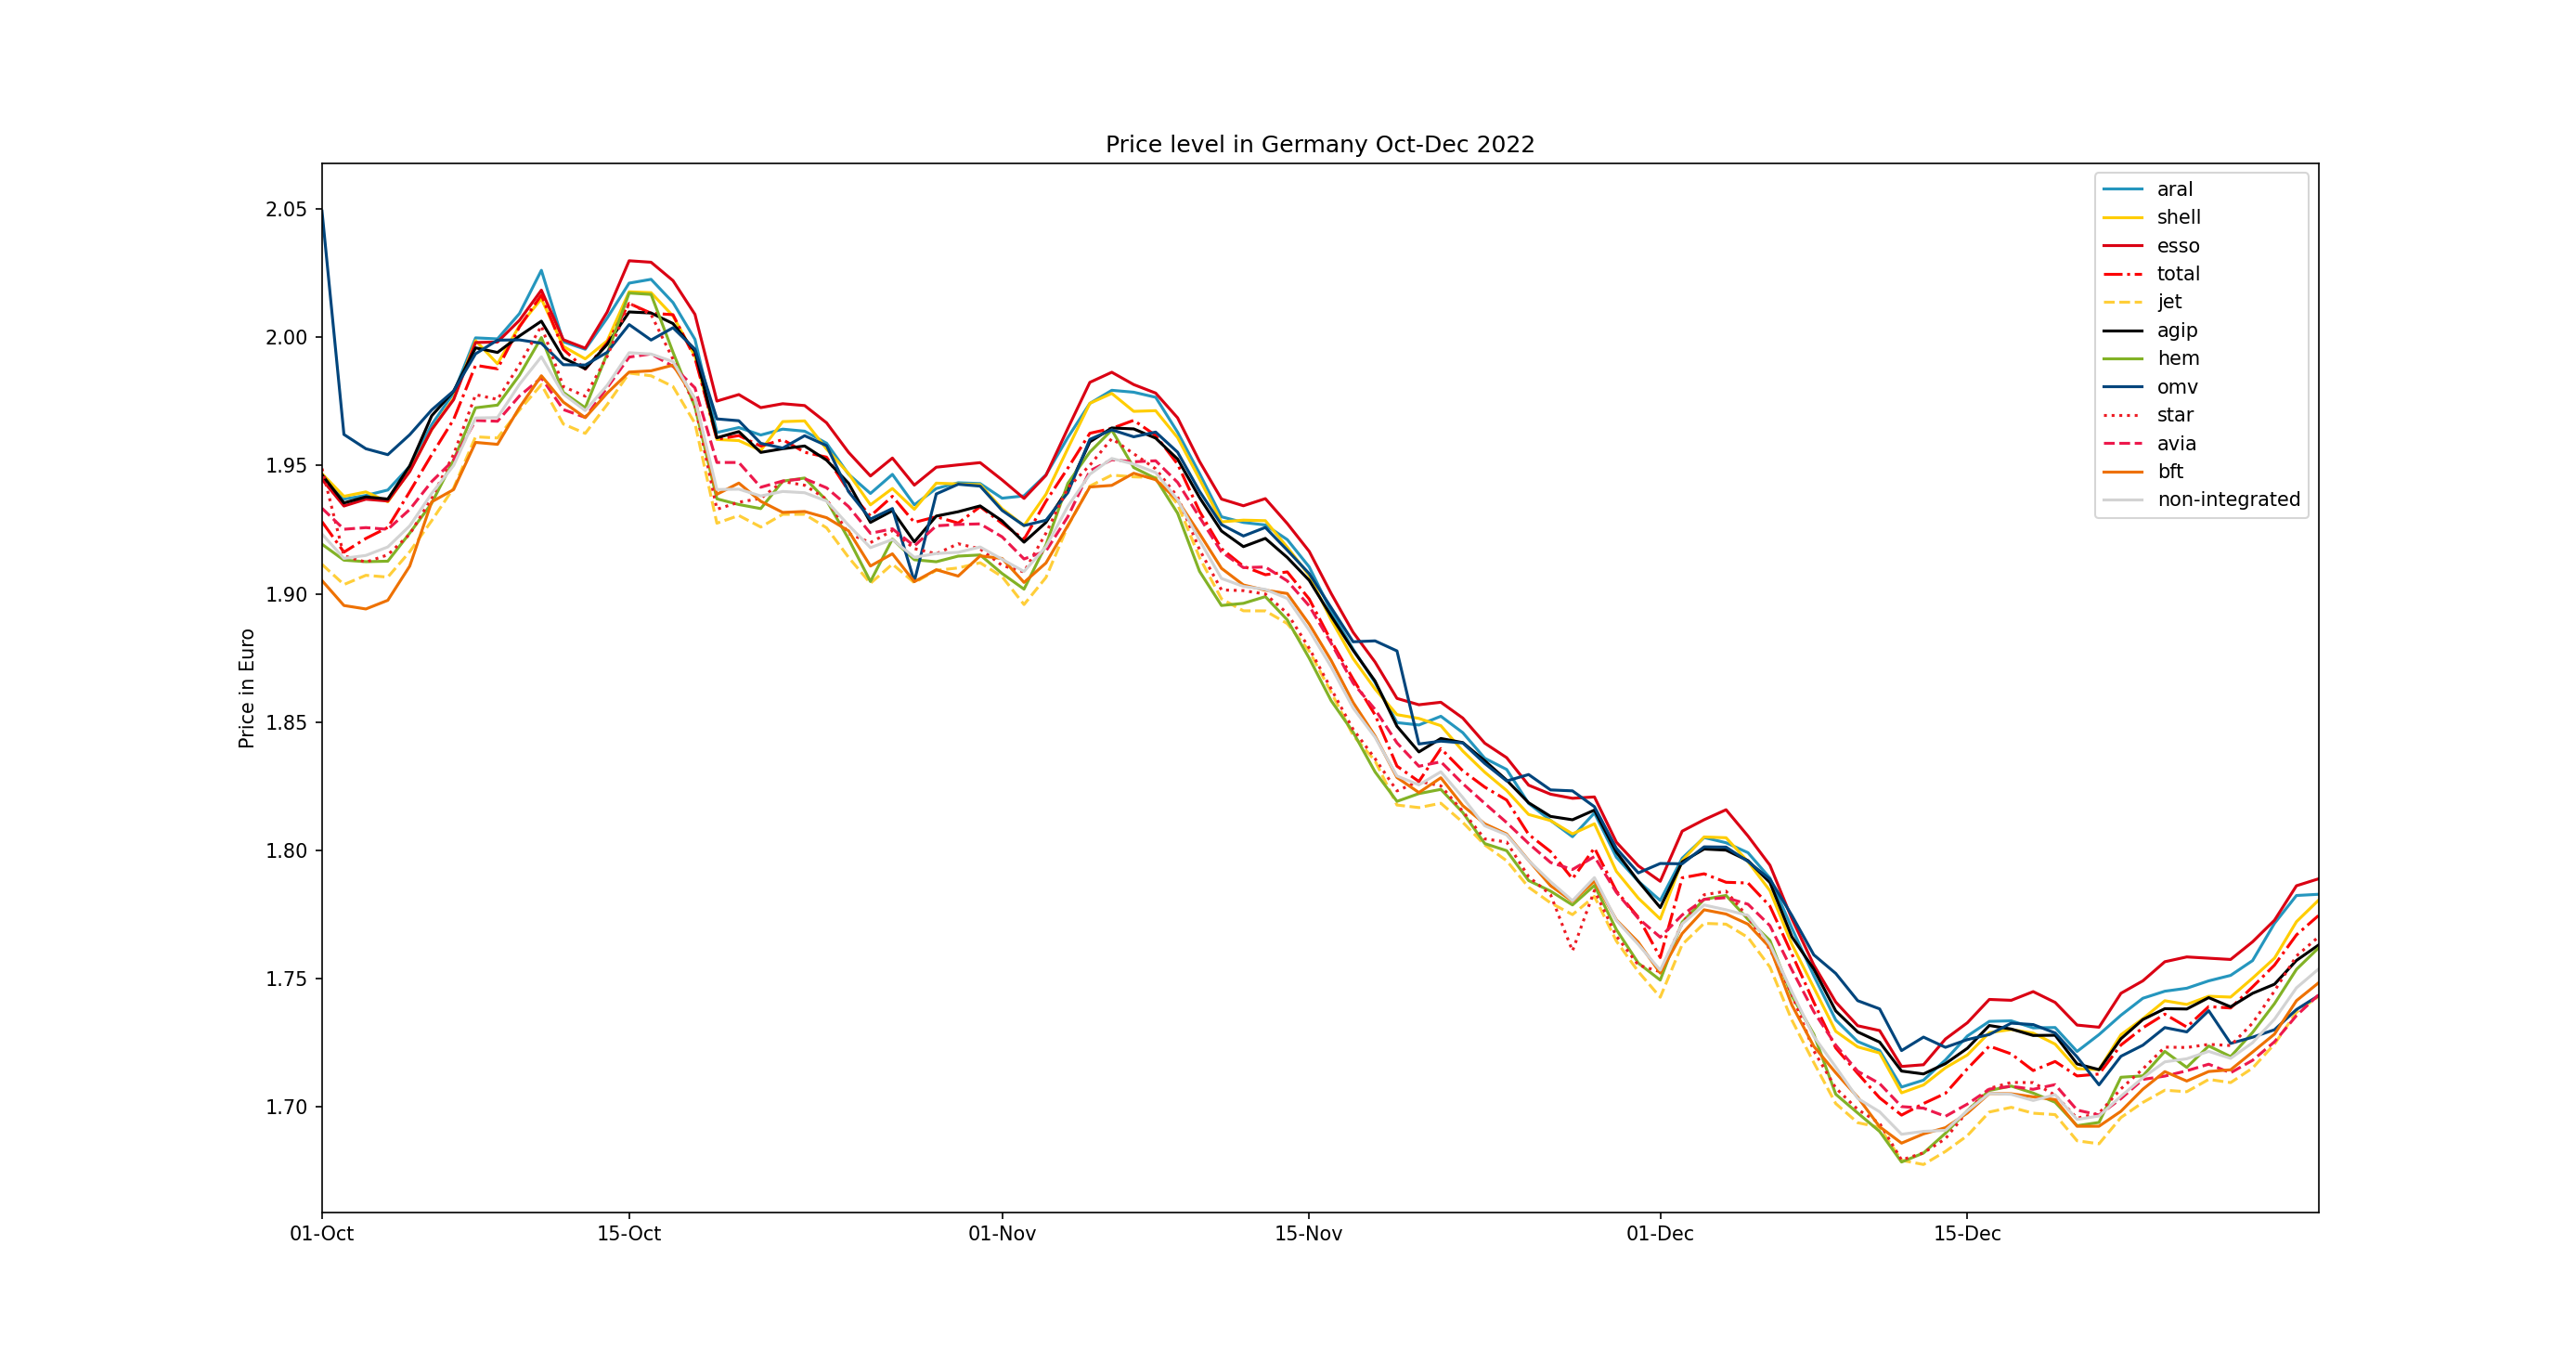 Price level in Germany Oct-Dec 2022
Price in Euro
2.05
2.00
1.95
1.90
1.85
1.80
1.75
1.70
01-Oct
15-Oct
01-Nov
15-Nov
01-Dec
15-Dec
aral
shell
esso
total
jet
agip
hem
omv
star
avia
bft
non-integrated